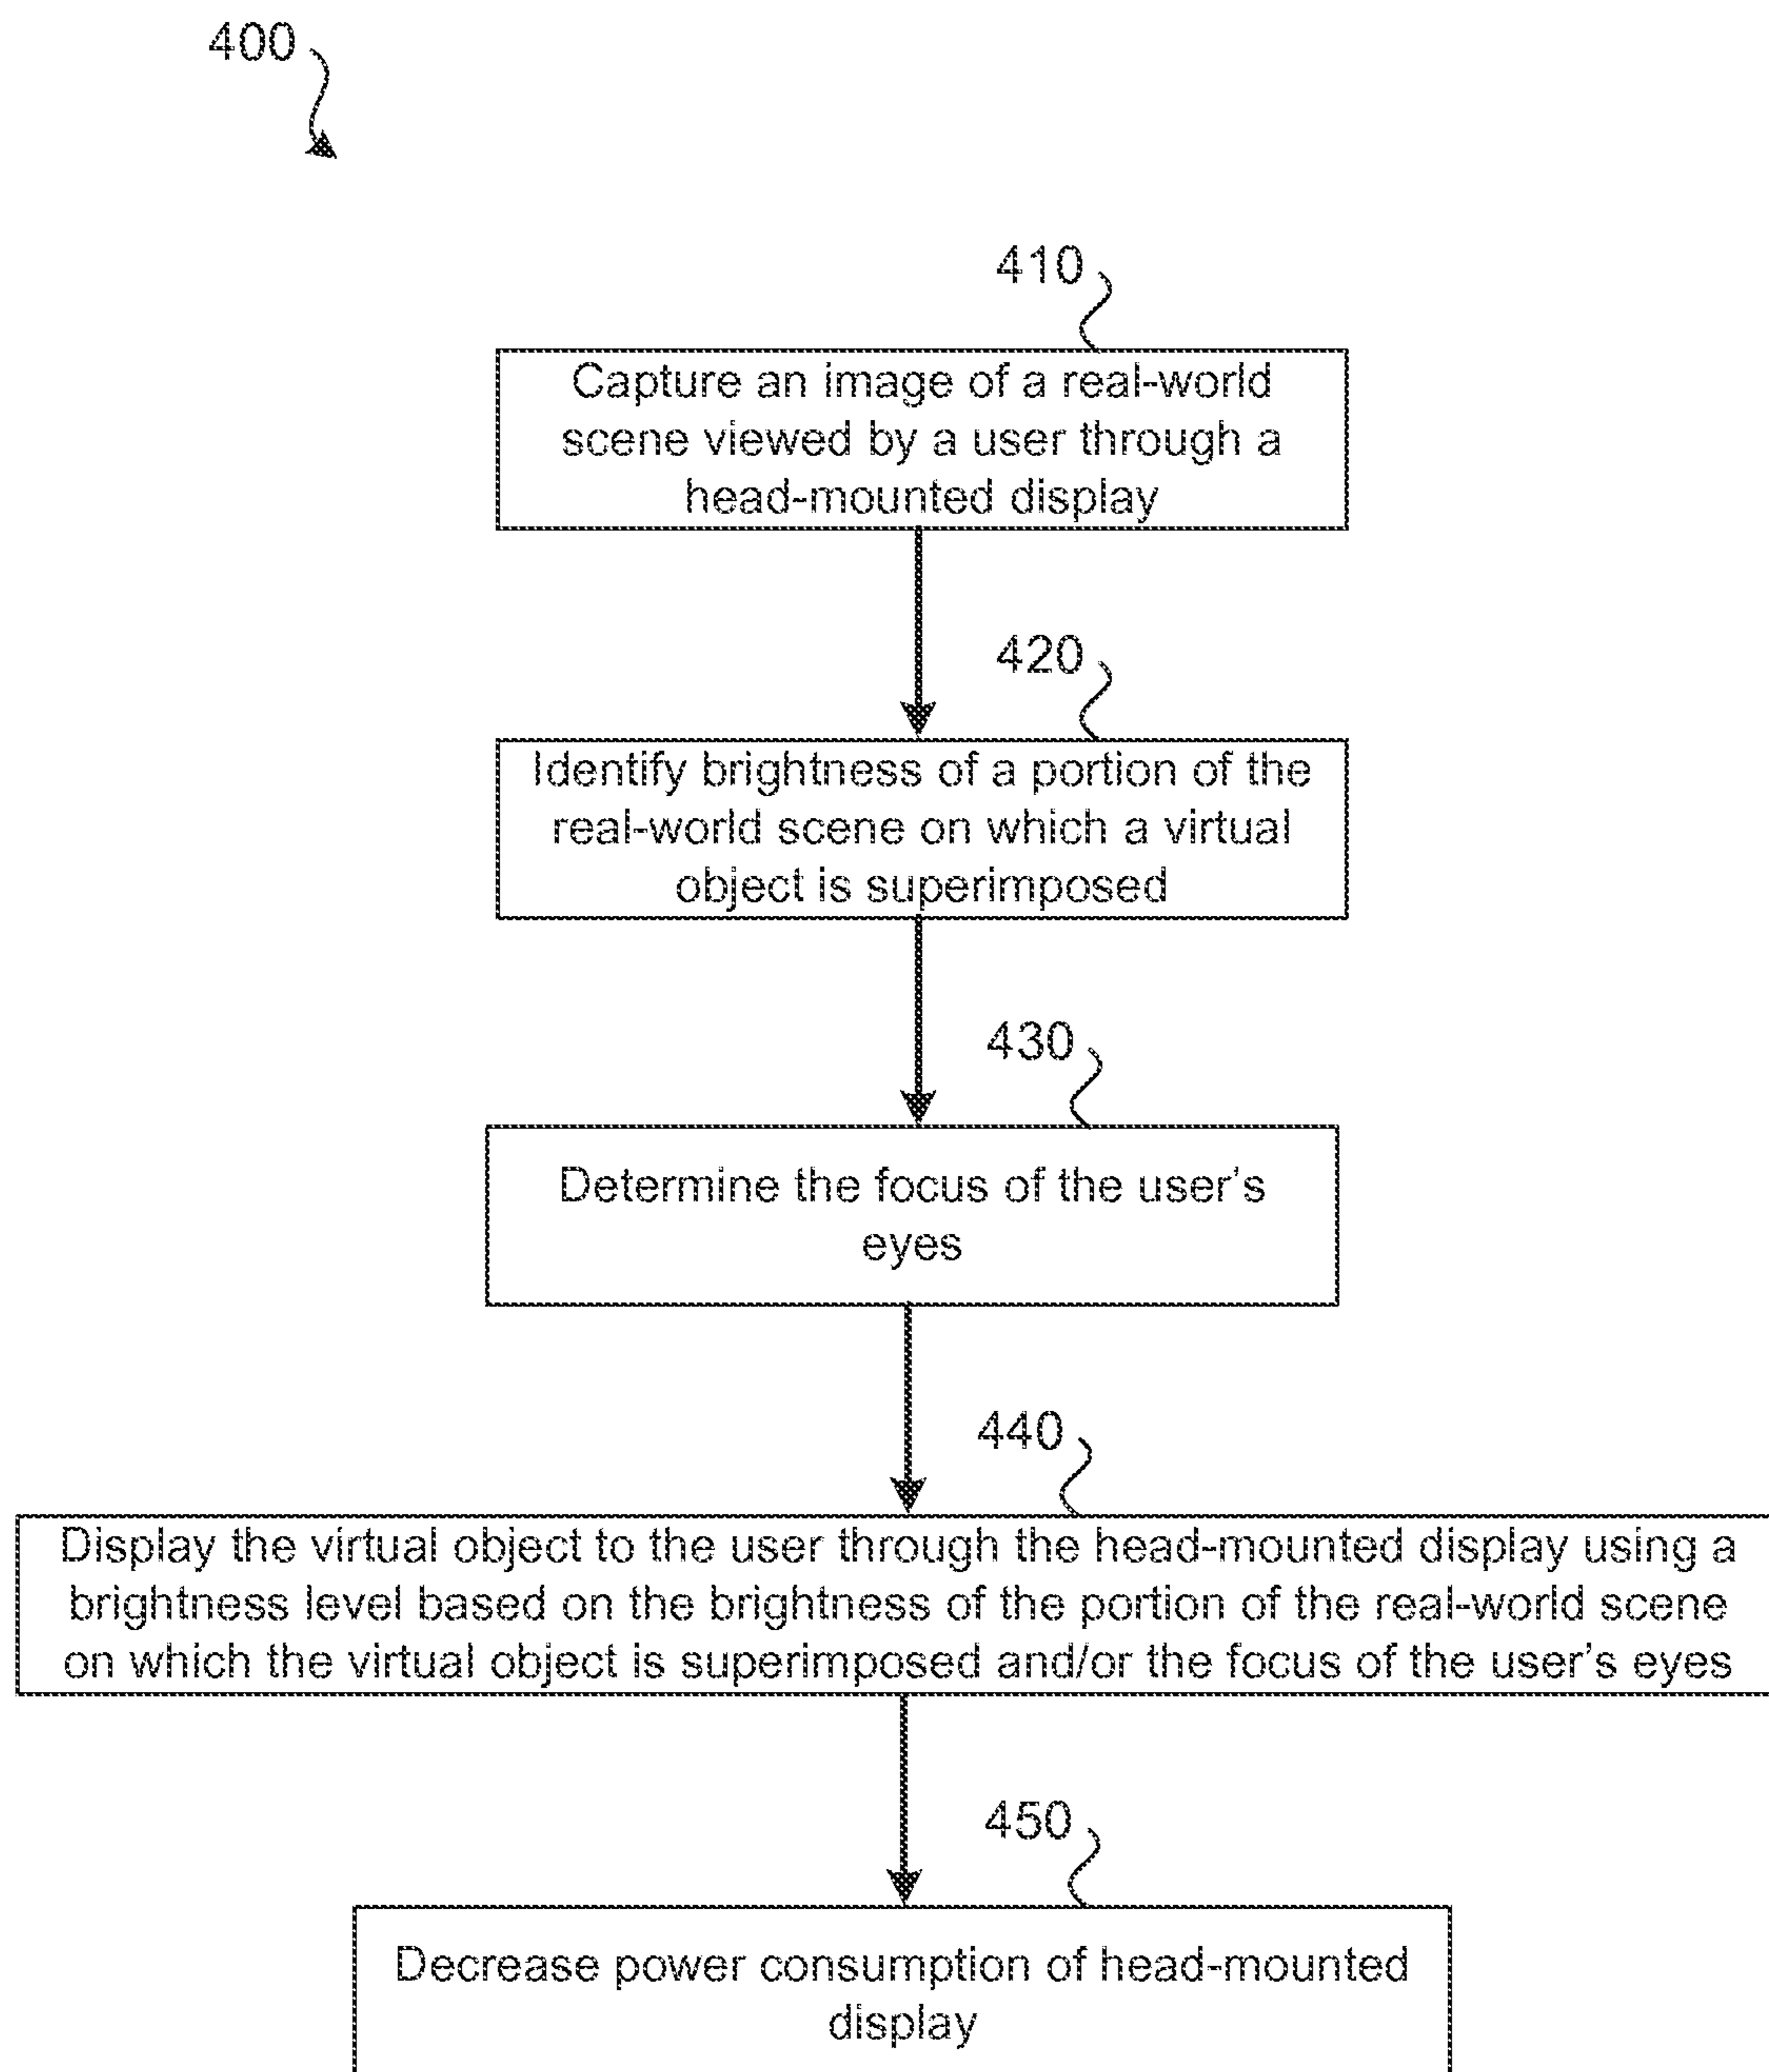 400
410
Capture an image of a real-world
scene viewed by a user through a
head-mounted display
420
Identify brightness of a portion of the
real-world scene on which a virtual
object is superimposed
430
Determine the focus of the user's
eyes
440
Display the virtual object to the user through the head-mounted display using a
brightness level based on the brightness of the portion of the real-world scene
on which the virtual object is superimposed and/or the focus of the user's eyes
450
Decrease power consumption of head-mounted
display